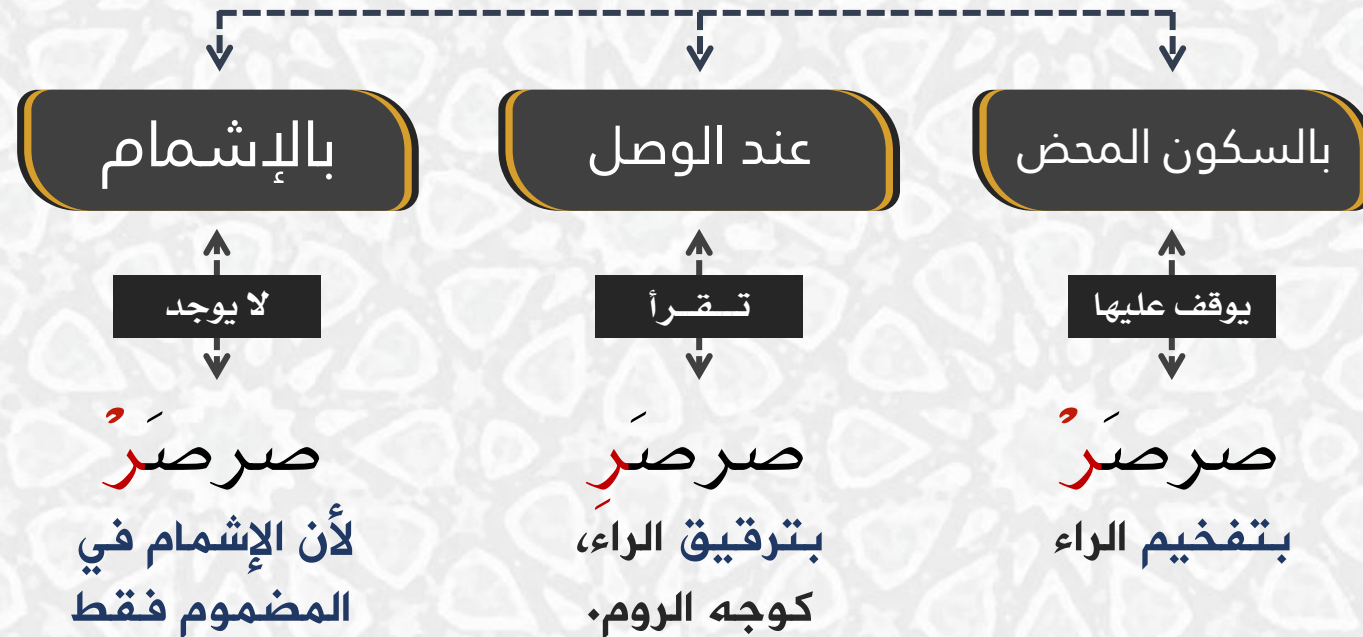 بالسكون المحض
عند الوصل
بالإشمام
يوقف عليها
تــقــرأ
لا يوجد
صرصَرْ
صرصَرِ
صرصَرْ
بتفخيم الراء
بترقيق الراء،
كوجه الروم.
لأن الإشمام في
المضموم فقط